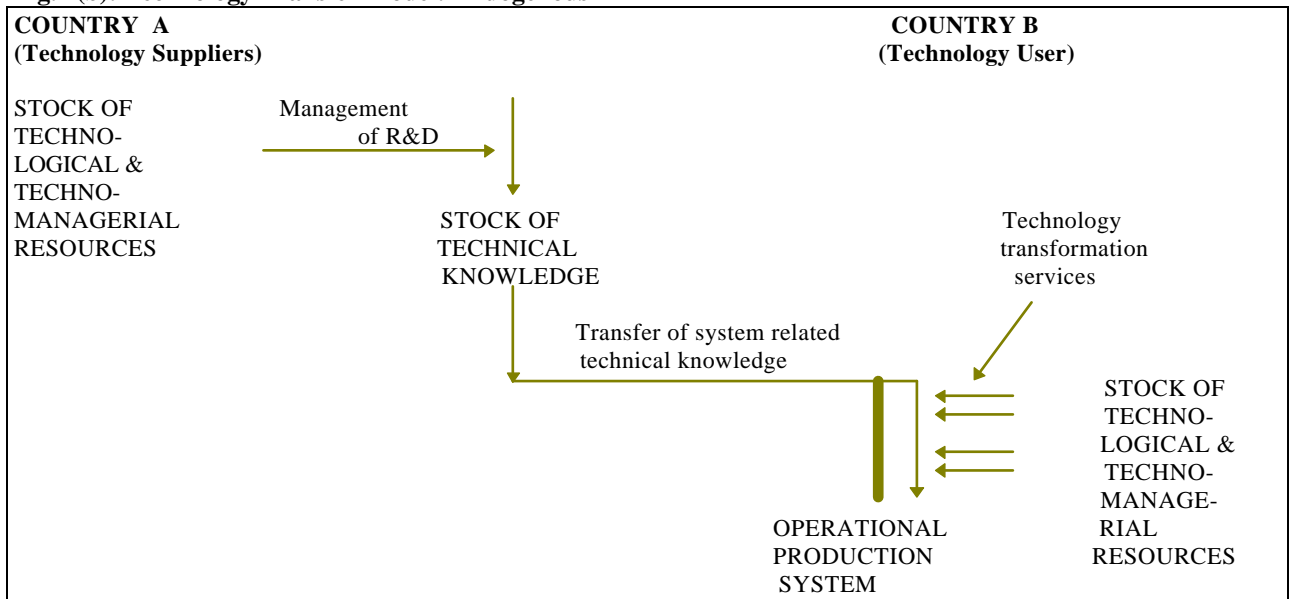 COUNTRY A
(Technology Suppliers)
COUNTRY B
(Technology User)
STOCK OF
TECHNO-
LOGICAL &
TECHNO-
MANAGERIAL
RESOURCES
Management
of R&D
STOCK OF
TECHNICAL
KNOWLEDGE
Technology
transformation
services
Transfer of system related
technical knowledge
STOCK OF
TECHNO-
LOGICAL &
TECHNO-
MANAGE-
RIAL
RESOURCES
OPERATIONAL
PRODUCTION
SYSTEM